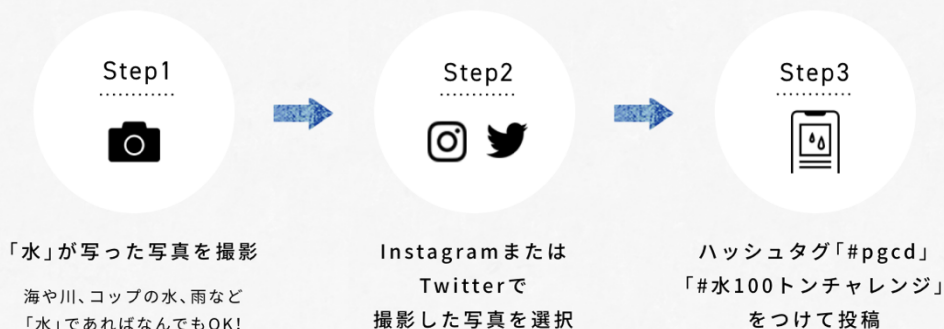 Step1
「水」が写った写真を撮影
海や川、コップの水、雨など
「水」であればなんでもOK!
Step2
Instagramまたは
Twitterで
撮影した写真を選択
Step3
ハッシュタグ「#pgcd」
「#水100トンチャレンジ」
をつけて投稿